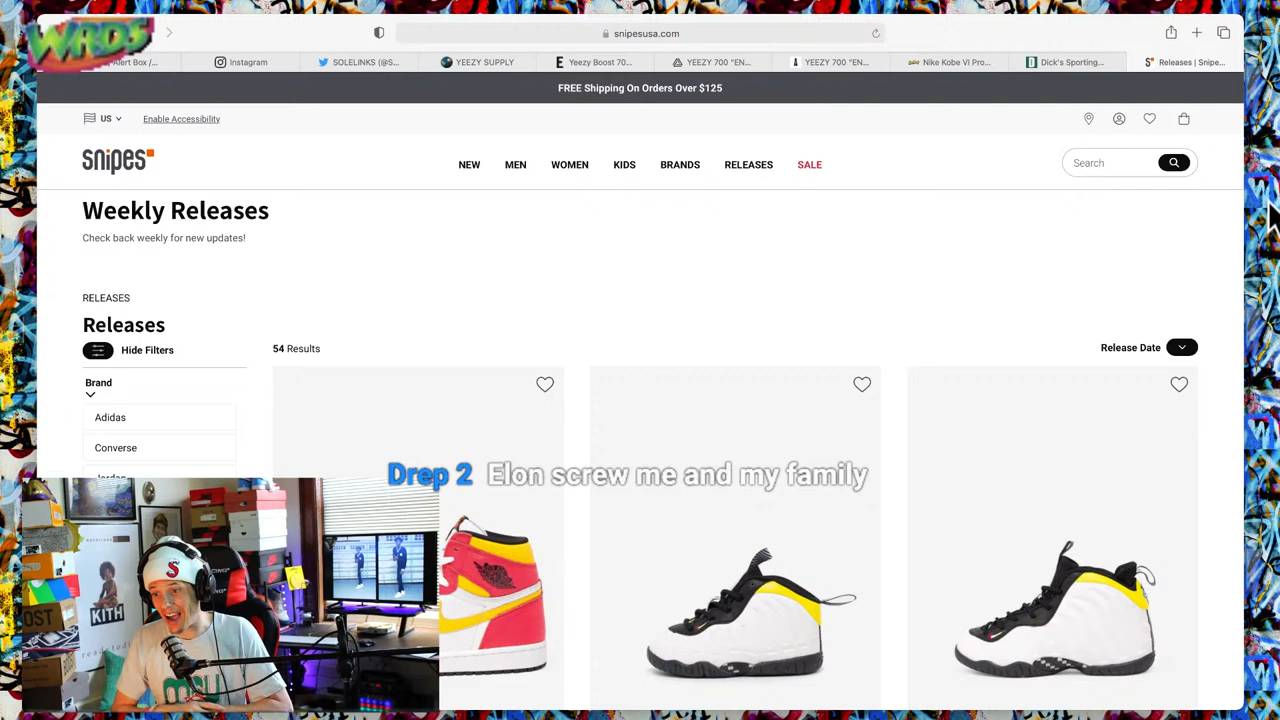 WRDS
snipesusa.com
Alert Box /...
Instagram
SOLELINKS (@S...
YEEZY SUPPLY
Yeezy Boost 70...
YEEZY 700 "EN...
YEEZY 700 "EN...
Nike Kobe VI Pro...
Dick's Sporting...
Releases | Snipe...
FREE Shipping On Orders Over $125
US
Enable Accessibility
snipes
NEW
MEN
WOMEN
KIDS
BRANDS
RELEASES
SALE
Search
Weekly Releases
Check back weekly for new updates!
RELEASES
Releases
Hide Filters
54 Results
Release Date
Brand
Adidas
Converse
Jordan
Drep 2 Elon screw me and my family
KITH